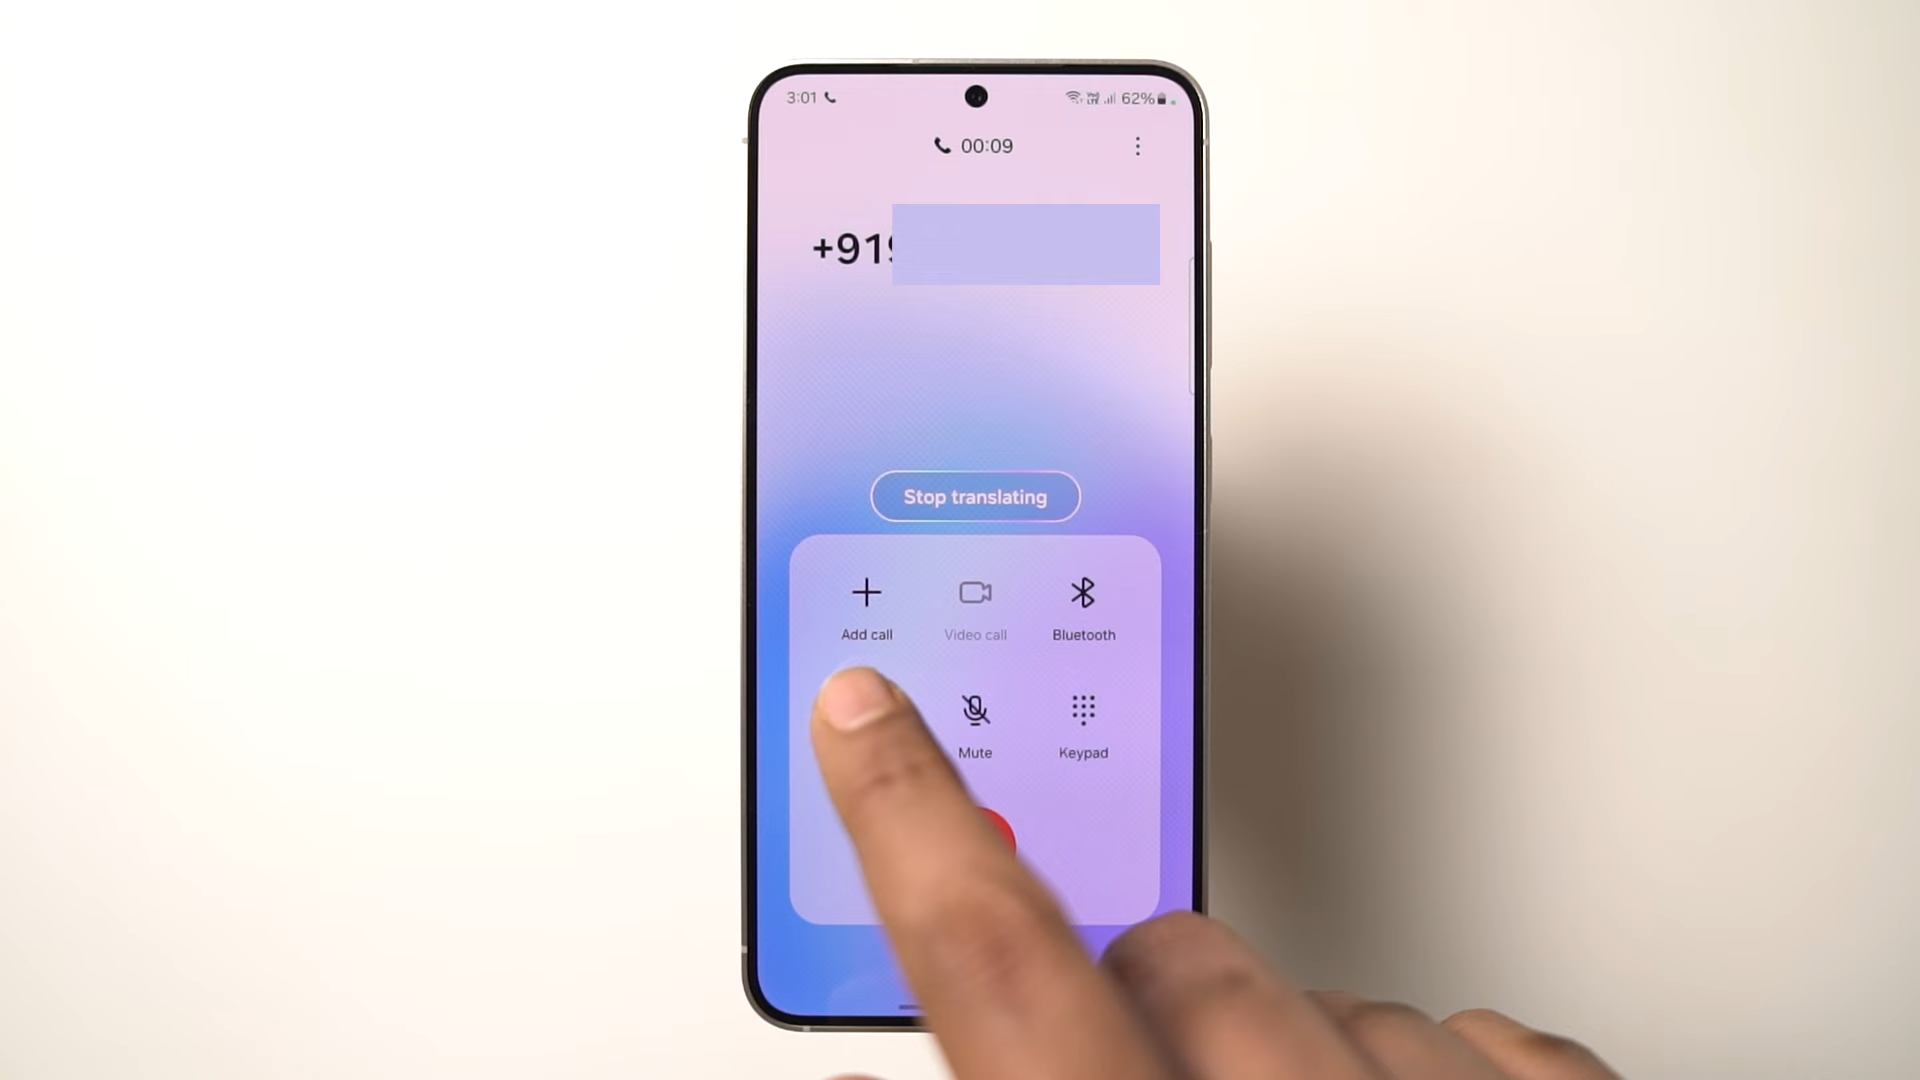 3:01 62%
00:09
+91
Stop translating
Add call Video call Bluetooth
Mute Keypad